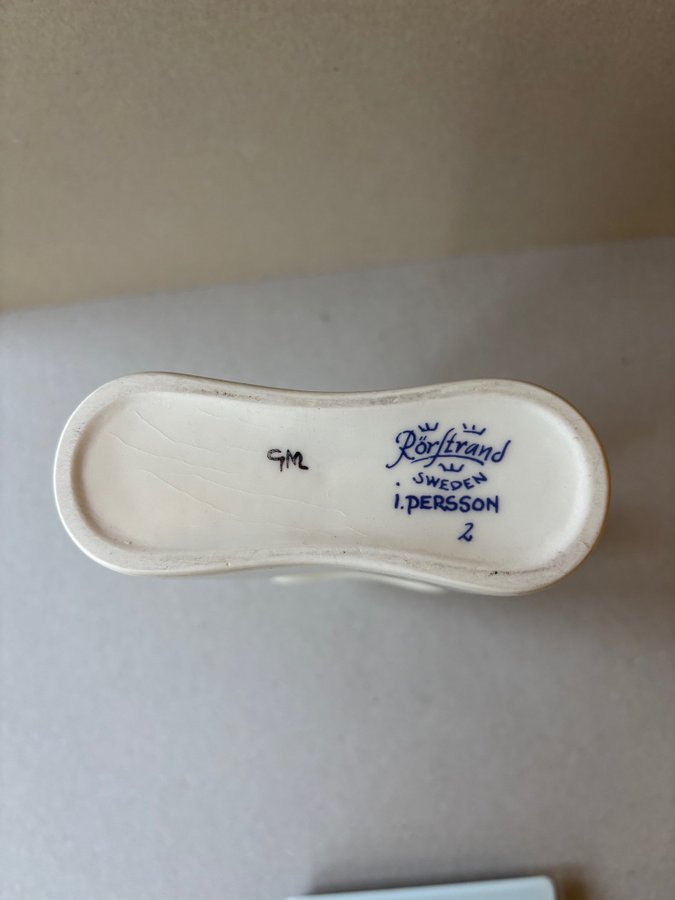 GM
Rörstrand
SWEDEN
i.PERSSON
2